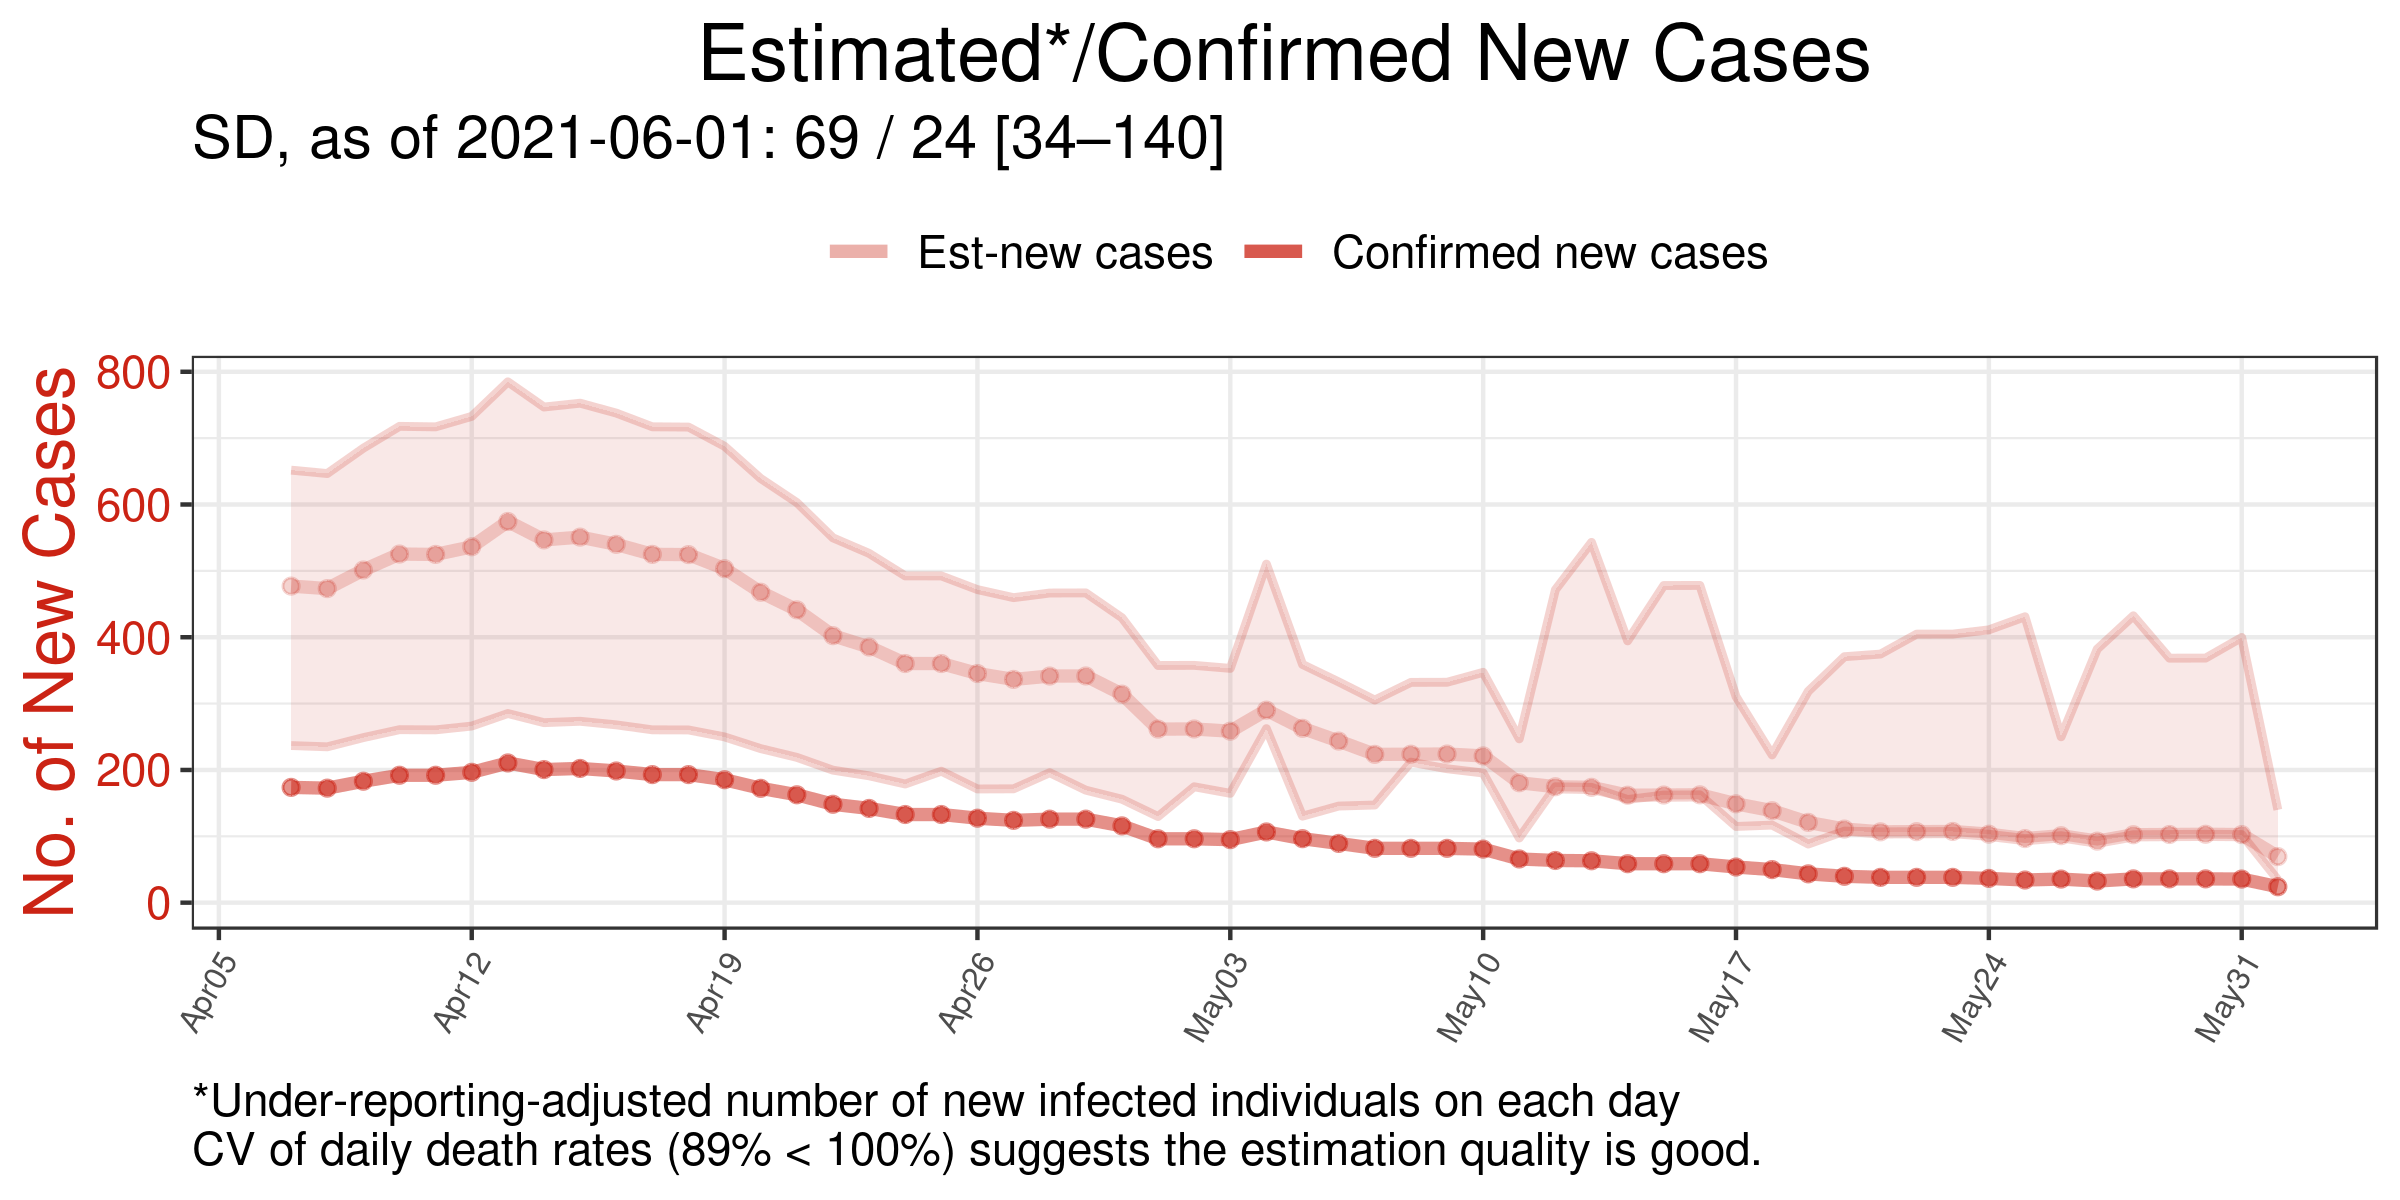 Estimated*/Confirmed New Cases
SD, as of 2021-06-01: 69 / 24 [34–140]
Est-new cases
Confirmed new cases
No. of New Cases
800
600
400
200
0
Apr05
Apr12
Apr19
Apr26
May03
May10
May17
May24
May31
*Under-reporting-adjusted number of new infected individuals on each day
CV of daily death rates (89% < 100%) suggests the estimation quality is good.